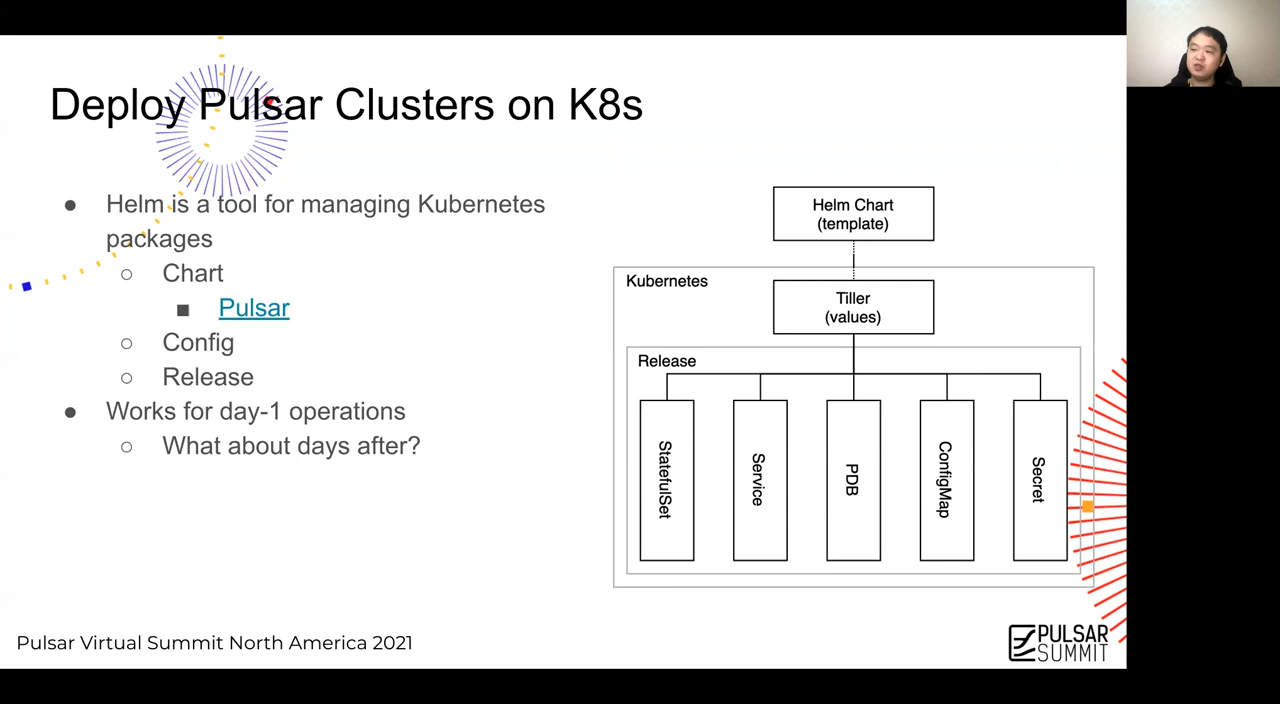 Deploy Pulsar Clusters on K8s
Helm is a tool for managing Kubernetes
packages
Chart
Pulsar
Config
Release
Works for day-1 operations
What about days after?
Helm Chart
(template)
Kubernetes
Tiller
(values)
Release
StatefulSet
Service
PDB
ConfigMap
Secret
Pulsar Virtual Summit North America 2021
PULSAR
SUMMIT